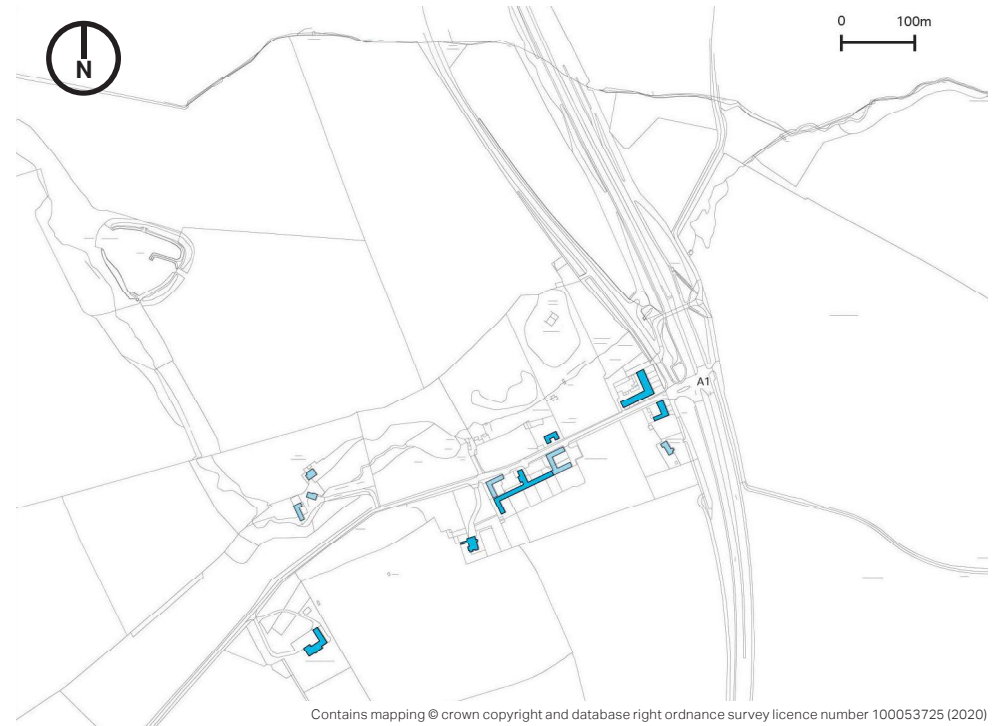 N
0 100m
A1
Contains mapping © crown copyright and database right ordnance survey licence number 100053725 (2020)